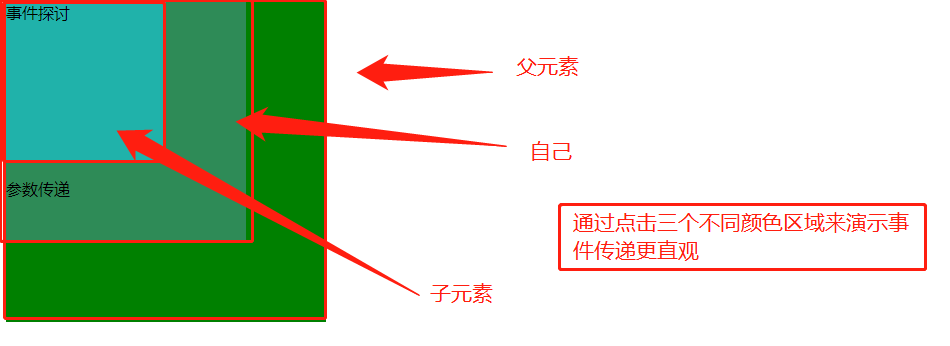 事件探讨
父元素
自己
参数传递
通过点击三个不同颜色区域来演示事
件传递更直观
子元素